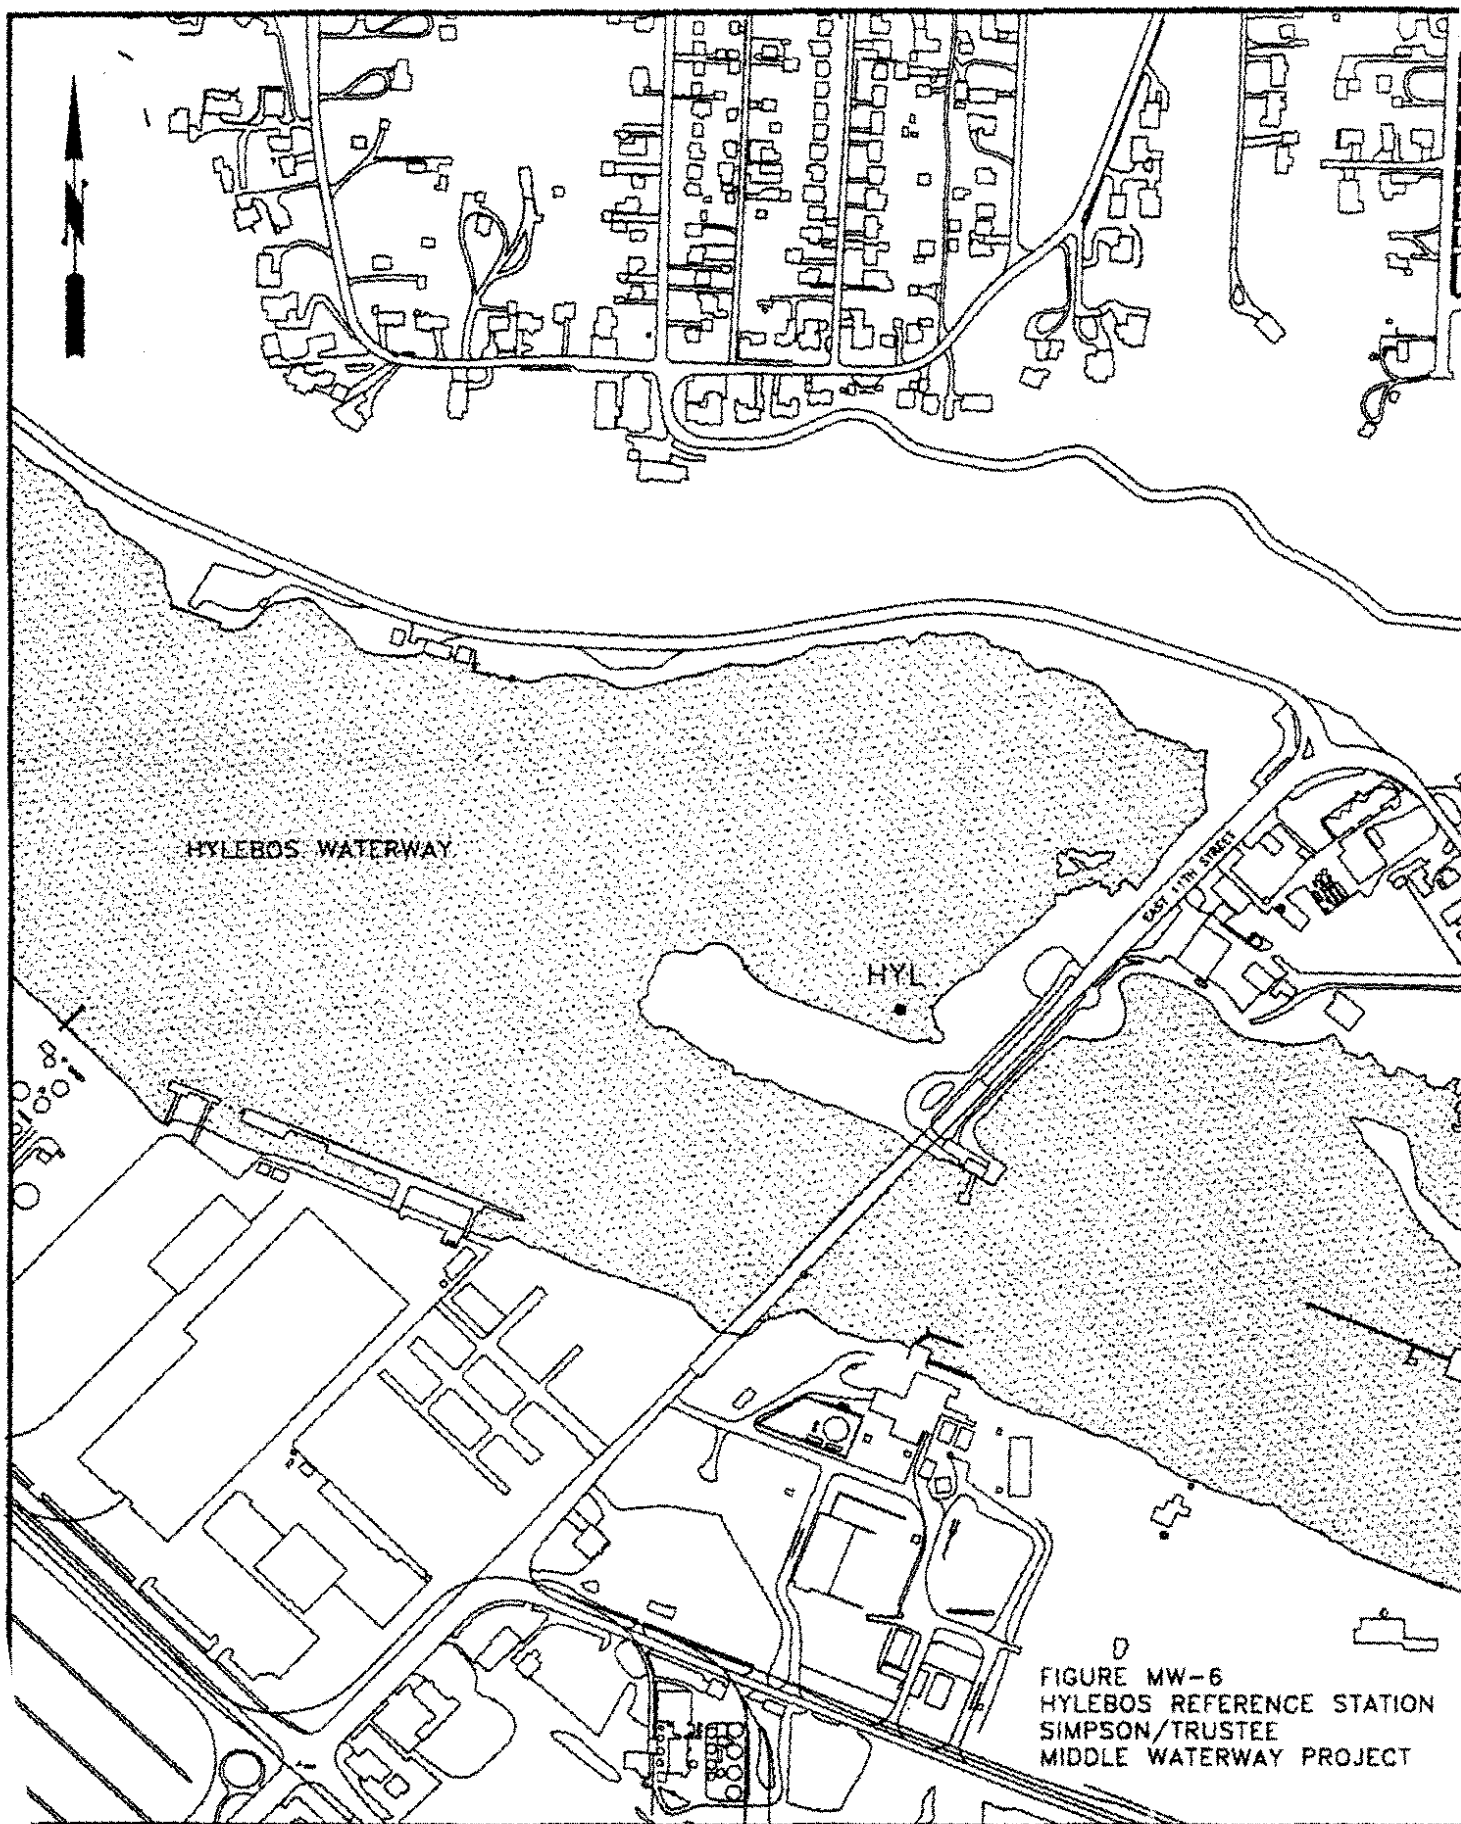 N
HYLEBOS WATERWAY
EAST 11TH STREET
HYL
FIGURE MW-6
HYLEBOS REFERENCE STATION
SIMPSON/TRUSTEE
MIDDLE WATERWAY PROJECT